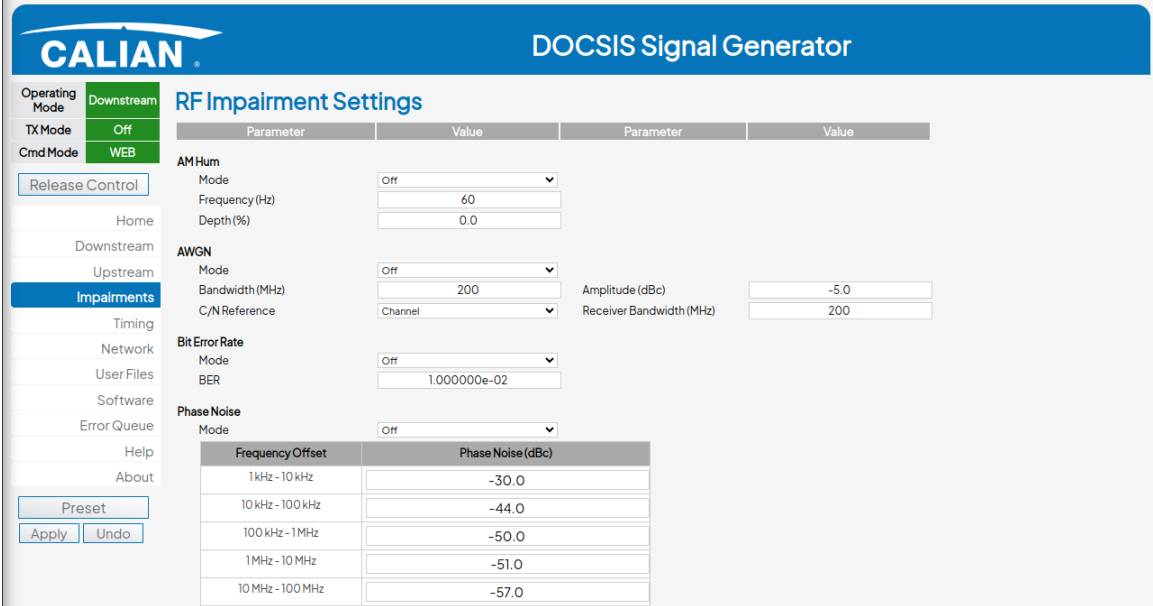 CALIAN
DOCSIS Signal Generator
Operating Mode Downstream
TX Mode Off
Cmd Mode WEB
Release Control
Home
Downstream
Upstream
Impairments
Timing
Network
User Files
Software
Error Queue
Help
About
Preset
Apply Undo
RF Impairment Settings
Parameter Value Parameter Value
AM Hum
Mode Off
Frequency (Hz) 60
Depth (%) 0.0
AWGN
Mode Off
Bandwidth (MHz) 200 Amplitude (dBc) -5.0
C/N Reference Channel Receiver Bandwidth (MHz) 200
Bit Error Rate
Mode Off
BER 1.000000e-02
Phase Noise
Mode Off
Frequency Offset Phase Noise (dBc)
1 kHz - 10 kHz -30.0
10 kHz - 100 kHz -44.0
100 kHz - 1 MHz -50.0
1 MHz - 10 MHz -51.0
10 MHz - 100 MHz -57.0